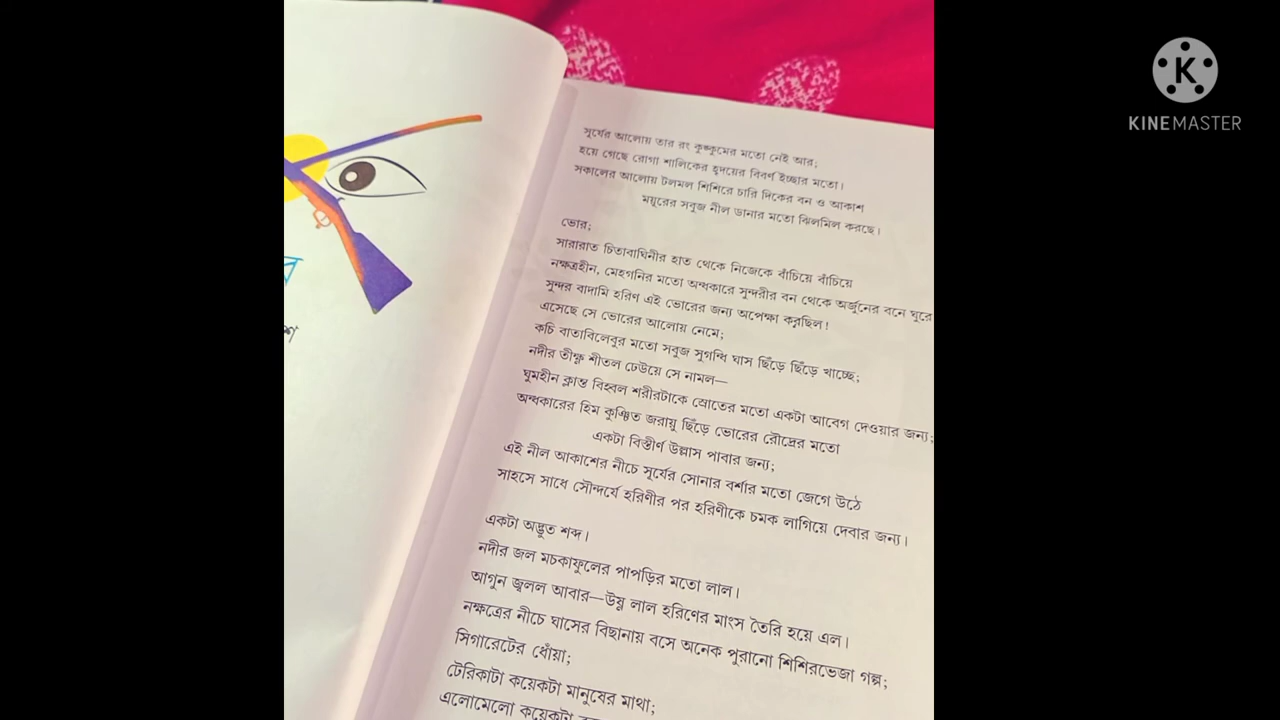 সূর্যের আলোয় তার রং কুঙ্কুমের মতো নেই আর;
হয়ে গেছে রোগা শালিকের হৃদয়ের বিবর্ণ ইচ্ছার মতো।
সকালের আলোয় টলমল শিশিরে চারি দিকের বন ও আকাশ
ময়ূরের সবুজ নীল ডানার মতো ঝিলমিল করছে।
ভোর;
সারারাত চিতাবাঘিনীর হাত থেকে নিজেকে বাঁচিয়ে বাঁচিয়ে
নক্ষত্রহীন, মেহগনির মতো অন্ধকারে সুন্দরীর বন থেকে অর্জুনের বনে ঘুরে
সুন্দর বাদামি হরিণ এই ভোরের জন্য অপেক্ষা করছিল!
এসেছে সে ভোরের আলোয় নেমে;
কচি বাতাবিলেবুর মতো সবুজ সুগন্ধি ঘাস ছিঁড়ে ছিঁড়ে খাচ্ছে;
নদীর তীক্ষ্ণ শীতল ঢেউয়ে সে নামল—
ঘুমহীন ক্লান্ত বিহ্বল শরীরটাকে স্রোতের মতো একটা আবেগ দেওয়ার জন্য;
অন্ধকারের হিম কুঞ্চিত জরায়ু ছিঁড়ে ভোরের রৌদ্রের মতো
একটা বিস্তীর্ণ উল্লাস পাবার জন্য;
এই নীল আকাশের নীচে সূর্যের সোনার বর্শার মতো জেগে উঠে
সাহসে সাধে সৌন্দর্যে হরিণীর পর হরিণীকে চমক লাগিয়ে দেবার জন্য।
একটা অদ্ভুত শব্দ।
নদীর জল মচকাফুলের পাপড়ির মতো লাল।
আগুন জ্বলল আবার—উষ্ণ লাল হরিণের মাংস তৈরি হয়ে এল।
নক্ষত্রের নীচে ঘাসের বিছানায় বসে অনেক পুরানো শিশিরভেজা গল্প;
সিগারেটের ধোঁয়া;
টেরিকাটা কয়েকটা মানুষের মাথা;
এলোমেলো কয়েকটা
KINEMASTER